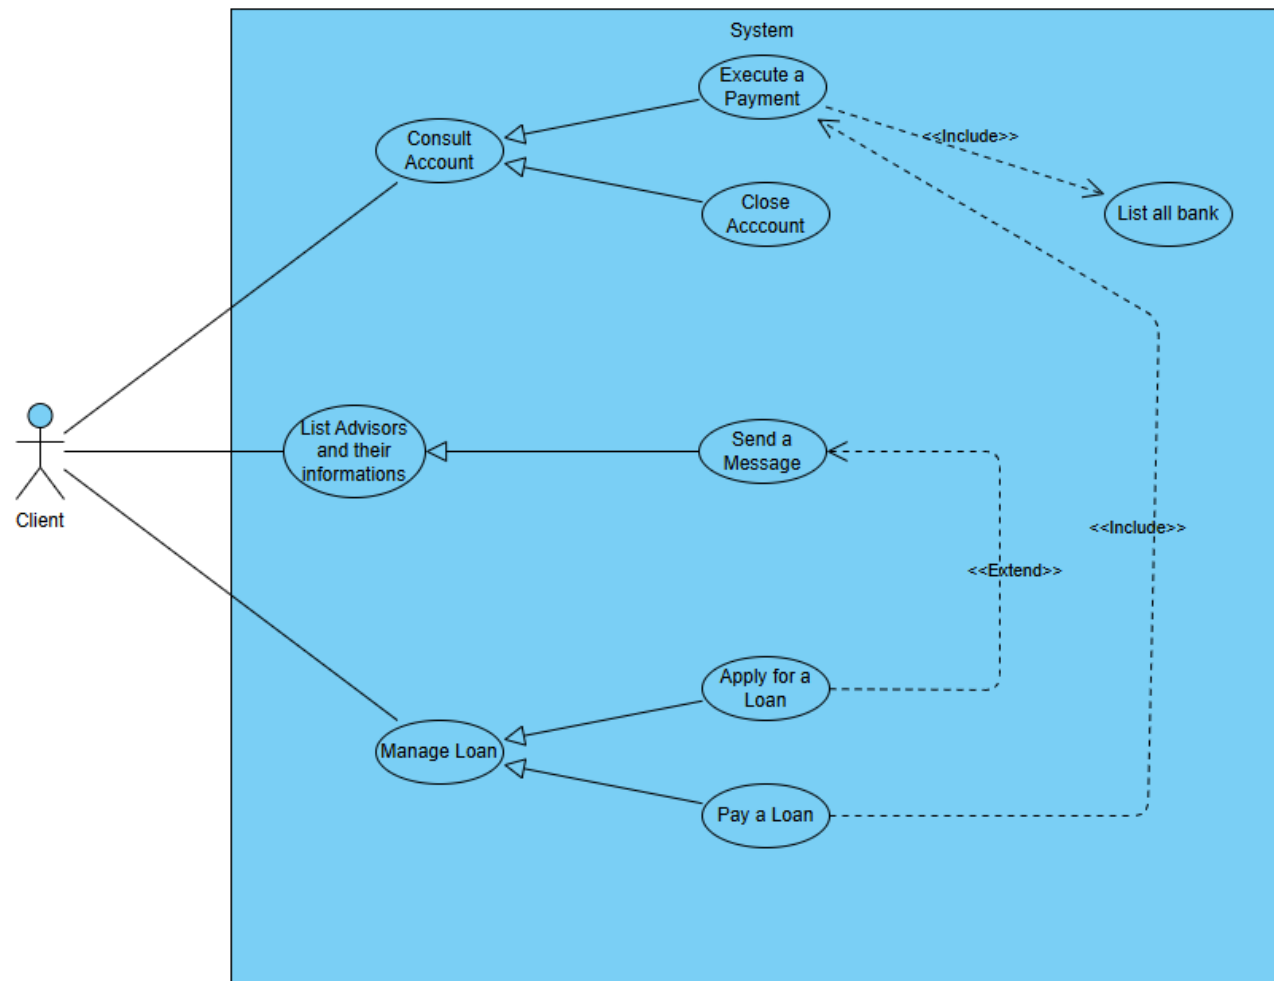 System
Execute a
Payment
Consult
Account
<<Include>>
Close
Acccount
List all bank
List Advisors
and their
informations
Send a
Message
Client
<<Include>>
<<Extend>>
Apply for a
Loan
Manage Loan
Pay a Loan